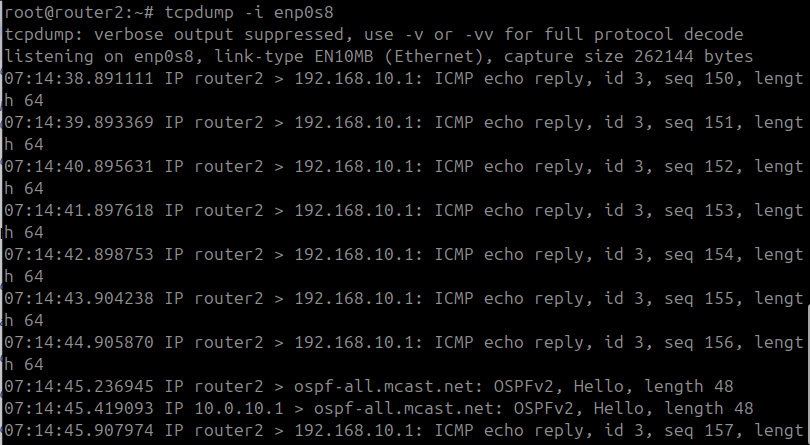 root@router2:~# tcpdump -i enp0s8
tcpdump: verbose output suppressed, use -v or -vv for full protocol decode
listening on enp0s8, link-type EN10MB (Ethernet), capture size 262144 bytes
07:14:38.891111 IP router2 > 192.168.10.1: ICMP echo reply, id 3, seq 150, lengt
h 64
07:14:39.893369 IP router2 > 192.168.10.1: ICMP echo reply, id 3, seq 151, lengt
h 64
07:14:40.895631 IP router2 > 192.168.10.1: ICMP echo reply, id 3, seq 152, lengt
h 64
07:14:41.897618 IP router2 > 192.168.10.1: ICMP echo reply, id 3, seq 153, lengt
h 64
07:14:42.898753 IP router2 > 192.168.10.1: ICMP echo reply, id 3, seq 154, lengt
h 64
07:14:43.904238 IP router2 > 192.168.10.1: ICMP echo reply, id 3, seq 155, lengt
h 64
07:14:44.905870 IP router2 > 192.168.10.1: ICMP echo reply, id 3, seq 156, lengt
h 64
07:14:45.236945 IP router2 > ospf-all.mcast.net: OSPFv2, Hello, length 48
07:14:45.419093 IP 10.0.10.1 > ospf-all.mcast.net: OSPFv2, Hello, length 48
07:14:45.907974 IP router2 > 192.168.10.1: ICMP echo reply, id 3, seq 157, lengt